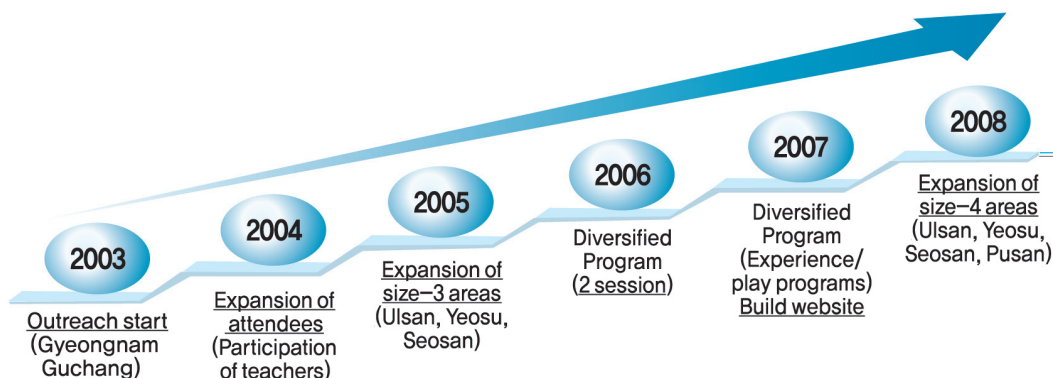 2003
Outreach start
(Gyeongnam
Guchang)
2004
Expansion of
attendees
(Participation
of teachers)
2005
Expansion of
size–3 areas
(Ulsan, Yeosu,
Seosan)
2006
Diversified
Program
(2 session)
2007
Diversified
Program
(Experience/
play programs)
Build website
2008
Expansion of
size–4 areas
(Ulsan, Yeosu,
Seosan, Pusan)